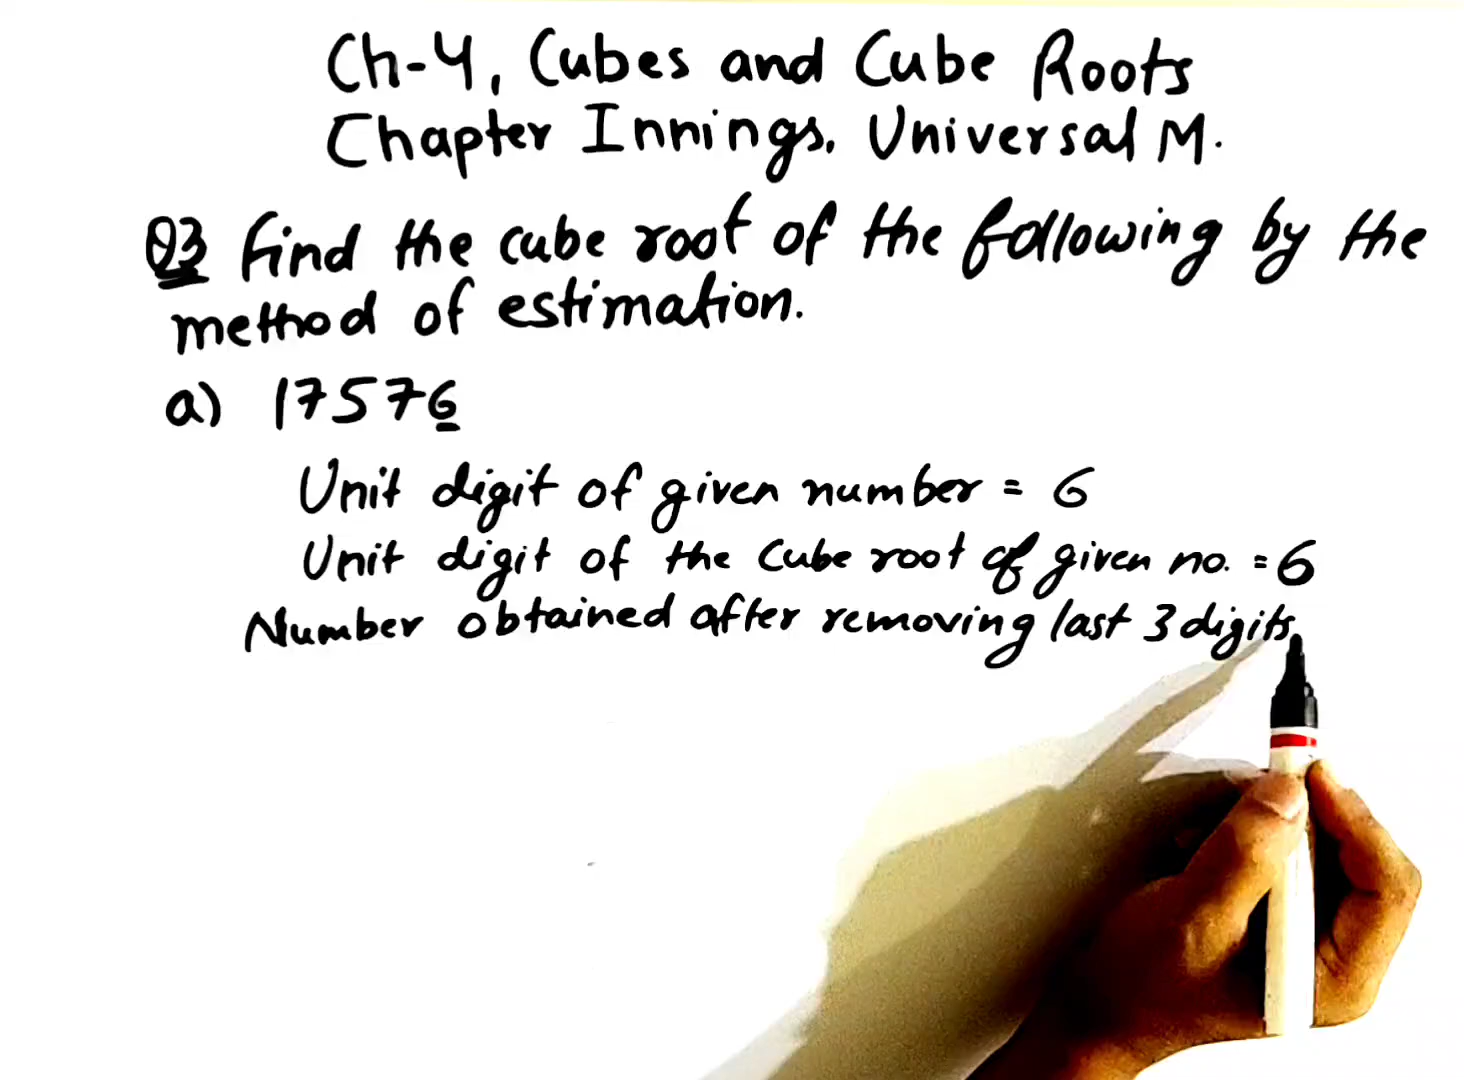 Ch-4, Cubes and Cube Roots
Chapter Innings. Universal M.
Q3 find the cube root of the following by the
method of estimation.
a) 17576
Unit digit of given number = 6
Unit digit of the Cube root of given no. = 6
Number obtained after removing last 3 digits